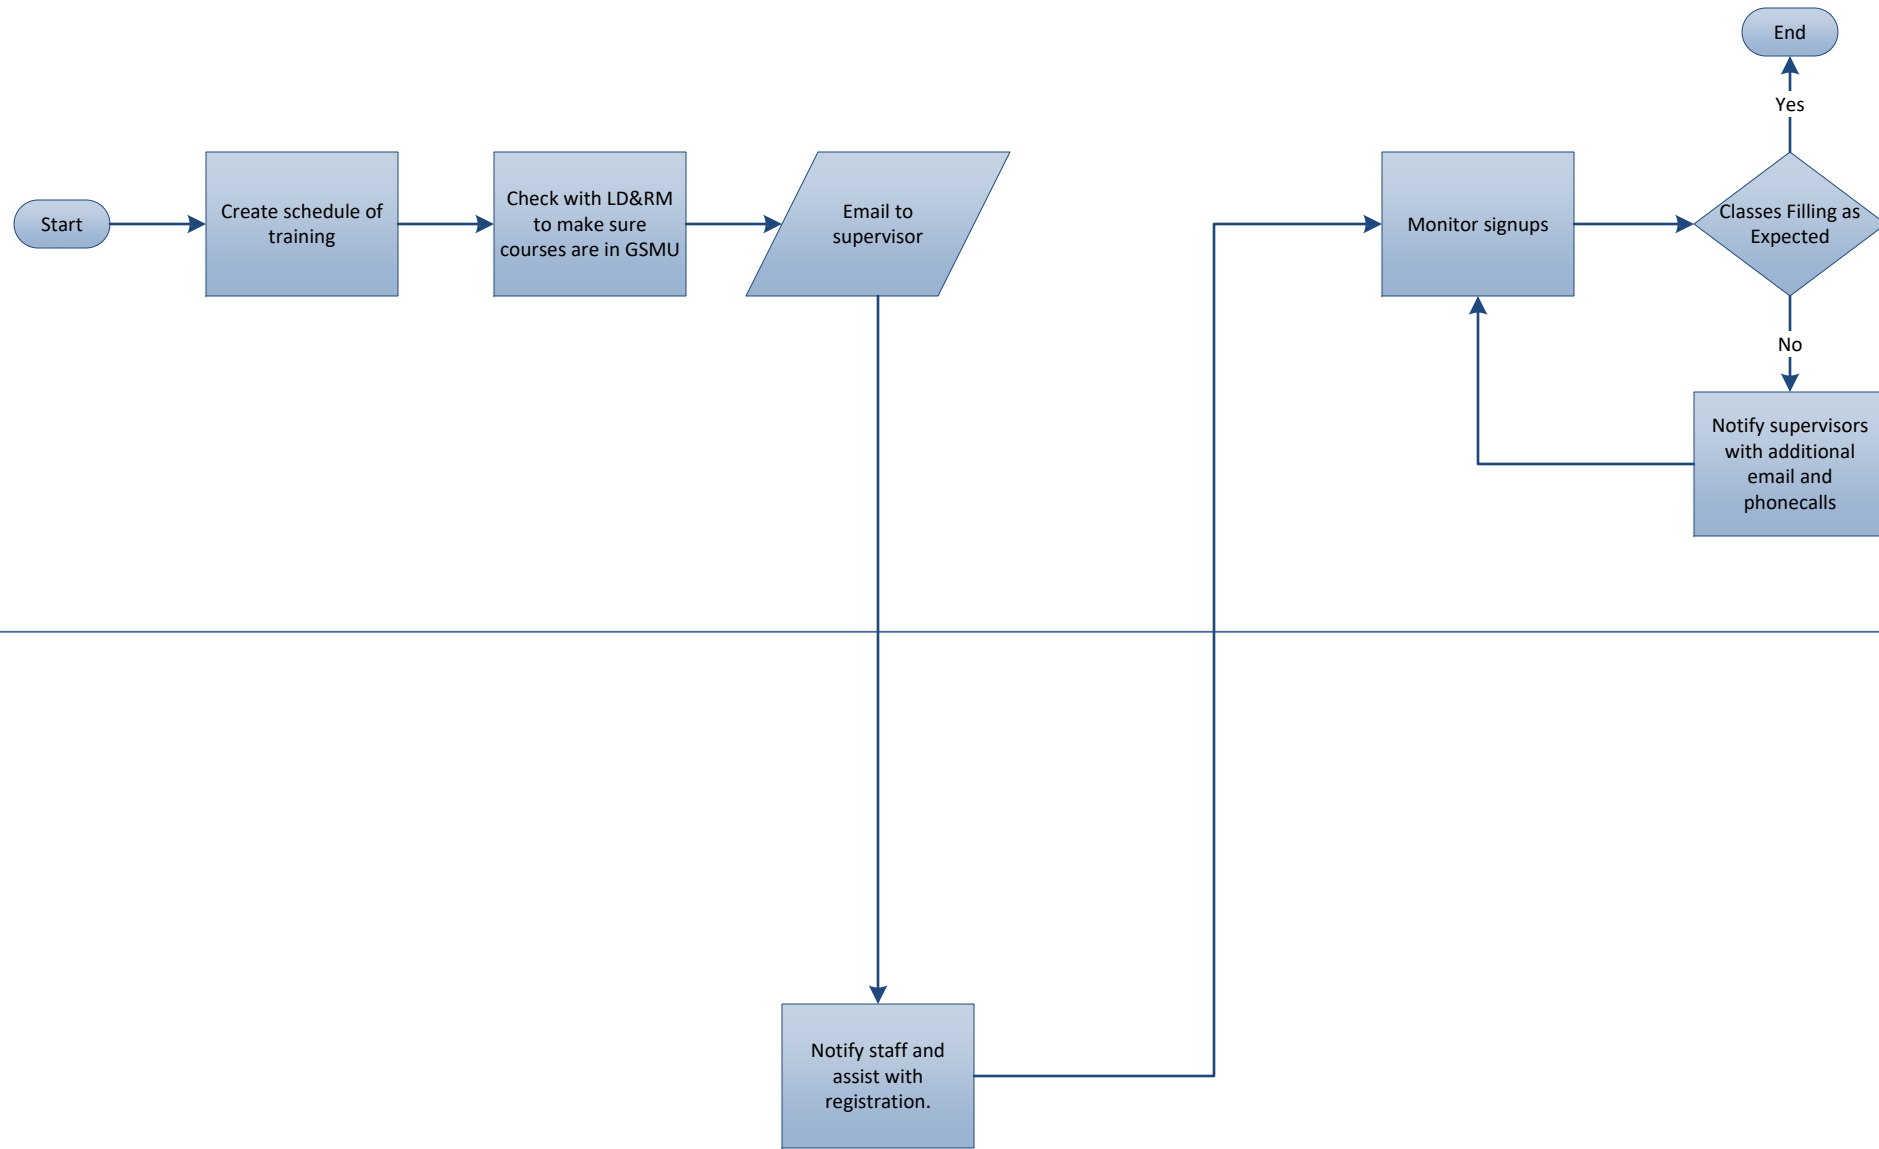 Start
Create schedule of
training
Check with LD&RM
to make sure
courses are in GSMU
Email to
supervisor
Notify staff and
assist with
registration.
Monitor signups
Classes Filling as
Expected
Yes
End
No
Notify supervisors
with additional
email and
phonecalls